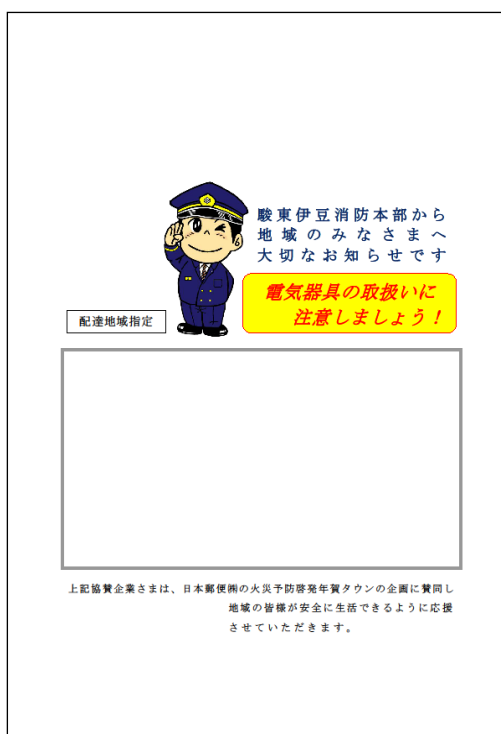 駿東伊豆消防本部から
地域のみなさまへ
大切なお知らせです
電気器具の取扱いに
注意しましょう！
配達地域指定
上記協賛企業さまは、日本郵便㈱の火災予防啓発年賀タウンの企画に賛同し
地域の皆様が安全に生活できるように応援
させていただきます。